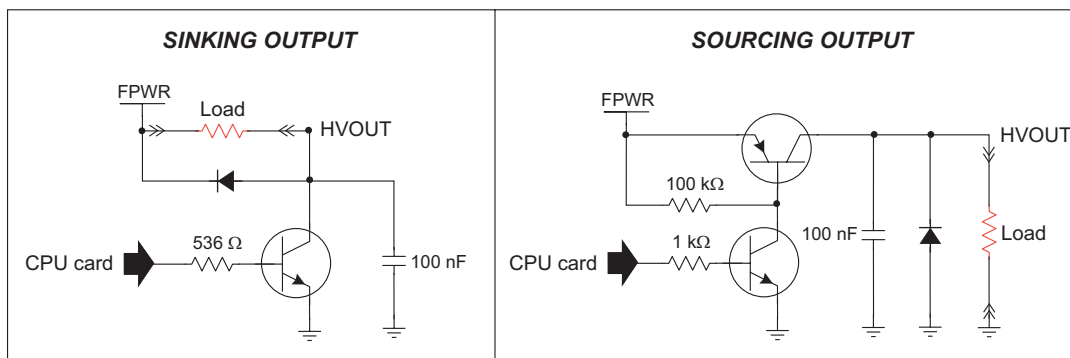 SINKING OUTPUT
FPWR
Load
HVOUT
536 Ω
CPU card
100 nF
SOURCING OUTPUT
FPWR
HVOUT
100 kΩ
1 kΩ
100 nF
Load
CPU card